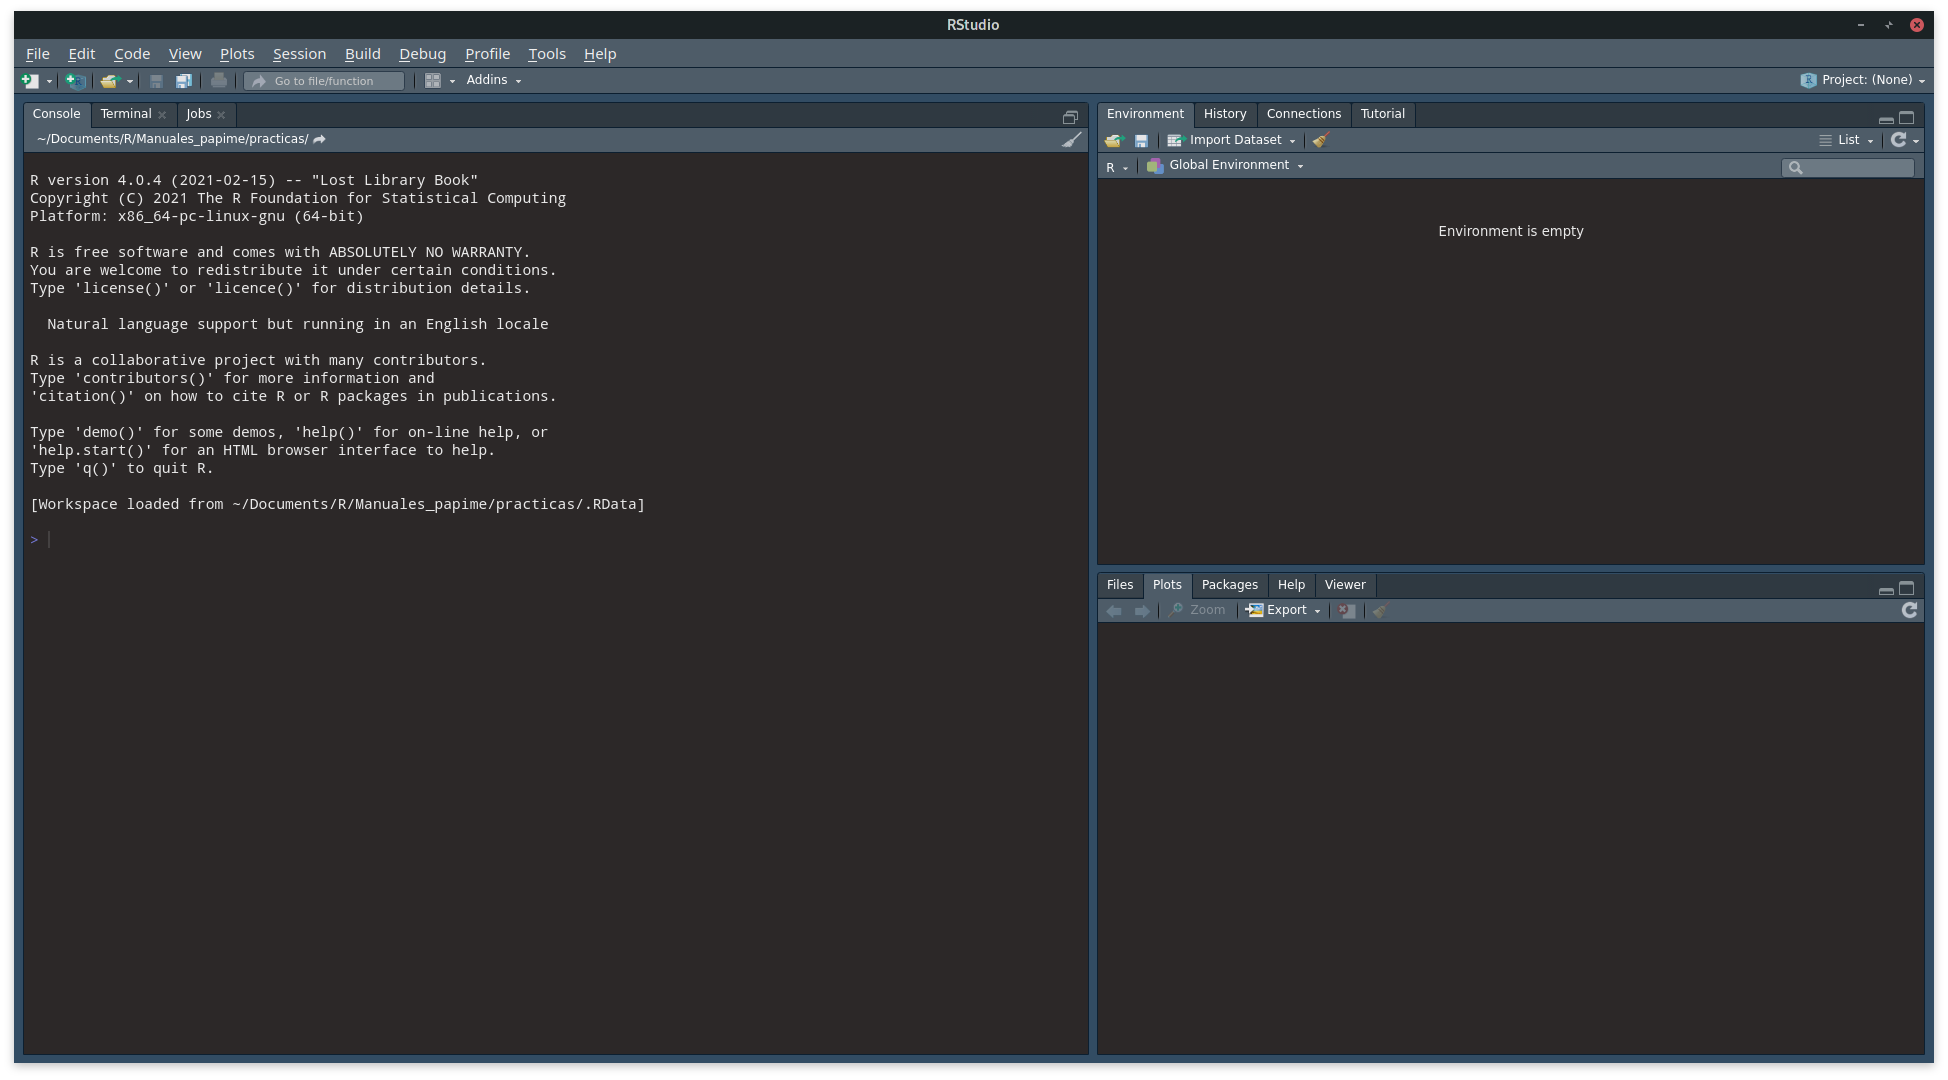 RStudio
File Edit Code View Plots Session Build Debug Profile Tools Help
Go to file/function Addins Project: (None)
Console Terminal Jobs
~/Documents/R/Manuales_papime/practicas/
R version 4.0.4 (2021-02-15) -- "Lost Library Book"
Copyright (C) 2021 The R Foundation for Statistical Computing
Platform: x86_64-pc-linux-gnu (64-bit)
R is free software and comes with ABSOLUTELY NO WARRANTY.
You are welcome to redistribute it under certain conditions.
Type 'license()' or 'licence()' for distribution details.
Natural language support but running in an English locale
R is a collaborative project with many contributors.
Type 'contributors()' for more information and
'citation()' on how to cite R or R packages in publications.
Type 'demo()' for some demos, 'help()' for on-line help, or
'help.start()' for an HTML browser interface to help.
Type 'q()' to quit R.
[Workspace loaded from ~/Documents/R/Manuales_papime/practicas/.RData]
>
Environment History Connections Tutorial
Import Dataset List
R Global Environment
Environment is empty
Files Plots Packages Help Viewer
Zoom Export